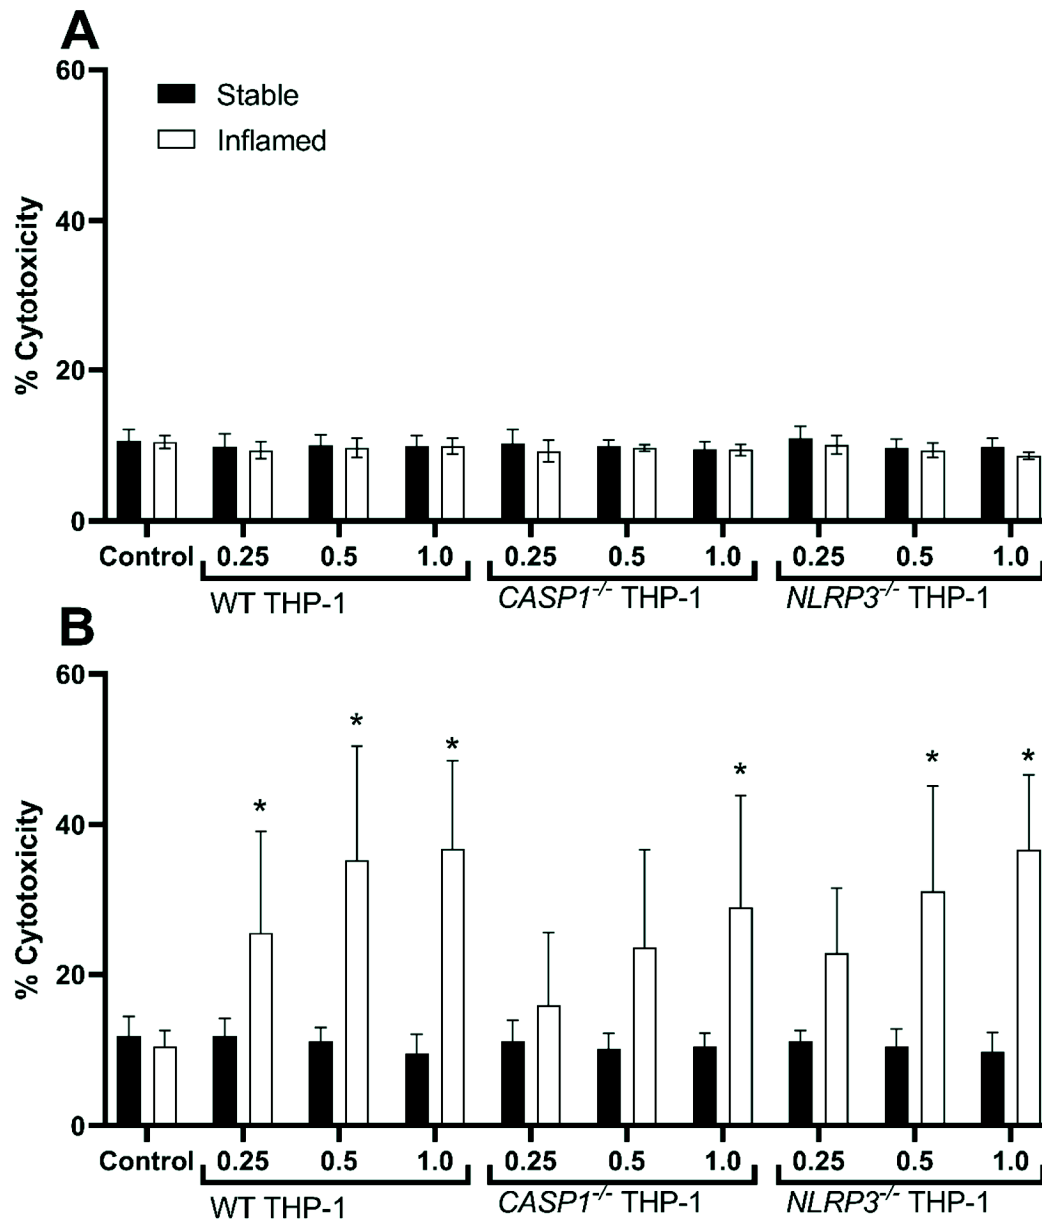 A
60
Stable
Inflamed
40
% Cytotoxicity
20
0
Control 0.25 0.5 1.0 0.25 0.5 1.0 0.25 0.5 1.0
WT THP-1 CASP1-/- THP-1 NLRP3-/- THP-1
B
60
* * * * * *
40
% Cytotoxicity
20
0
Control 0.25 0.5 1.0 0.25 0.5 1.0 0.25 0.5 1.0
WT THP-1 CASP1-/- THP-1 NLRP3-/- THP-1